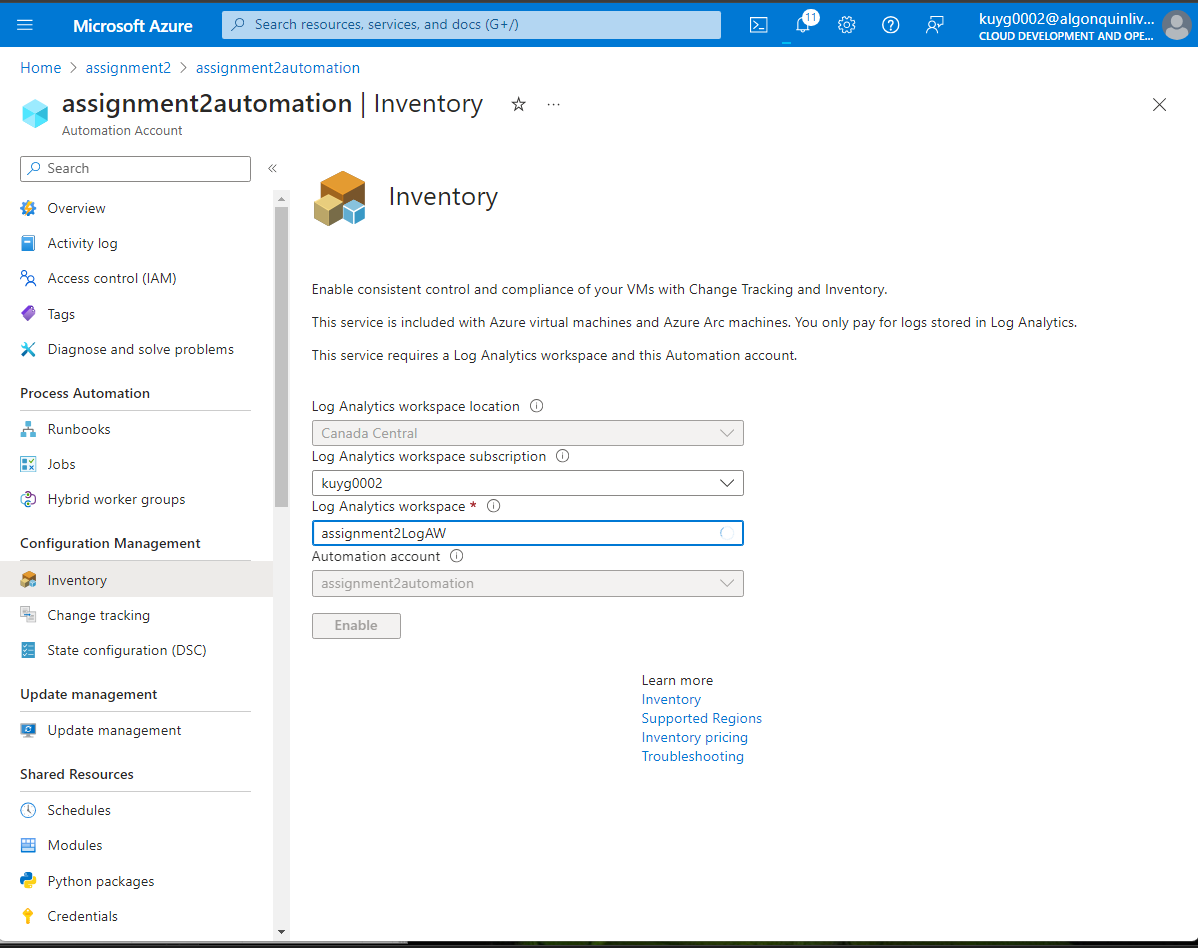 Microsoft Azure
Search resources, services, and docs (G+/)
11
kuyg0002@algonquinliv...
CLOUD DEVELOPMENT AND OPE...
Home > assignment2 > assignment2automation
assignment2automation | Inventory
Automation Account
Search
Overview
Activity log
Access control (IAM)
Tags
Diagnose and solve problems
Process Automation
Runbooks
Jobs
Hybrid worker groups
Configuration Management
Inventory
Change tracking
State configuration (DSC)
Update management
Update management
Shared Resources
Schedules
Modules
Python packages
Credentials
Inventory
Enable consistent control and compliance of your VMs with Change Tracking and Inventory.
This service is included with Azure virtual machines and Azure Arc machines. You only pay for logs stored in Log Analytics.
This service requires a Log Analytics workspace and this Automation account.
Log Analytics workspace location
Canada Central
Log Analytics workspace subscription
kuyg0002
Log Analytics workspace *
assignment2LogAW
Automation account
assignment2automation
Enable
Learn more
Inventory
Supported Regions
Inventory pricing
Troubleshooting